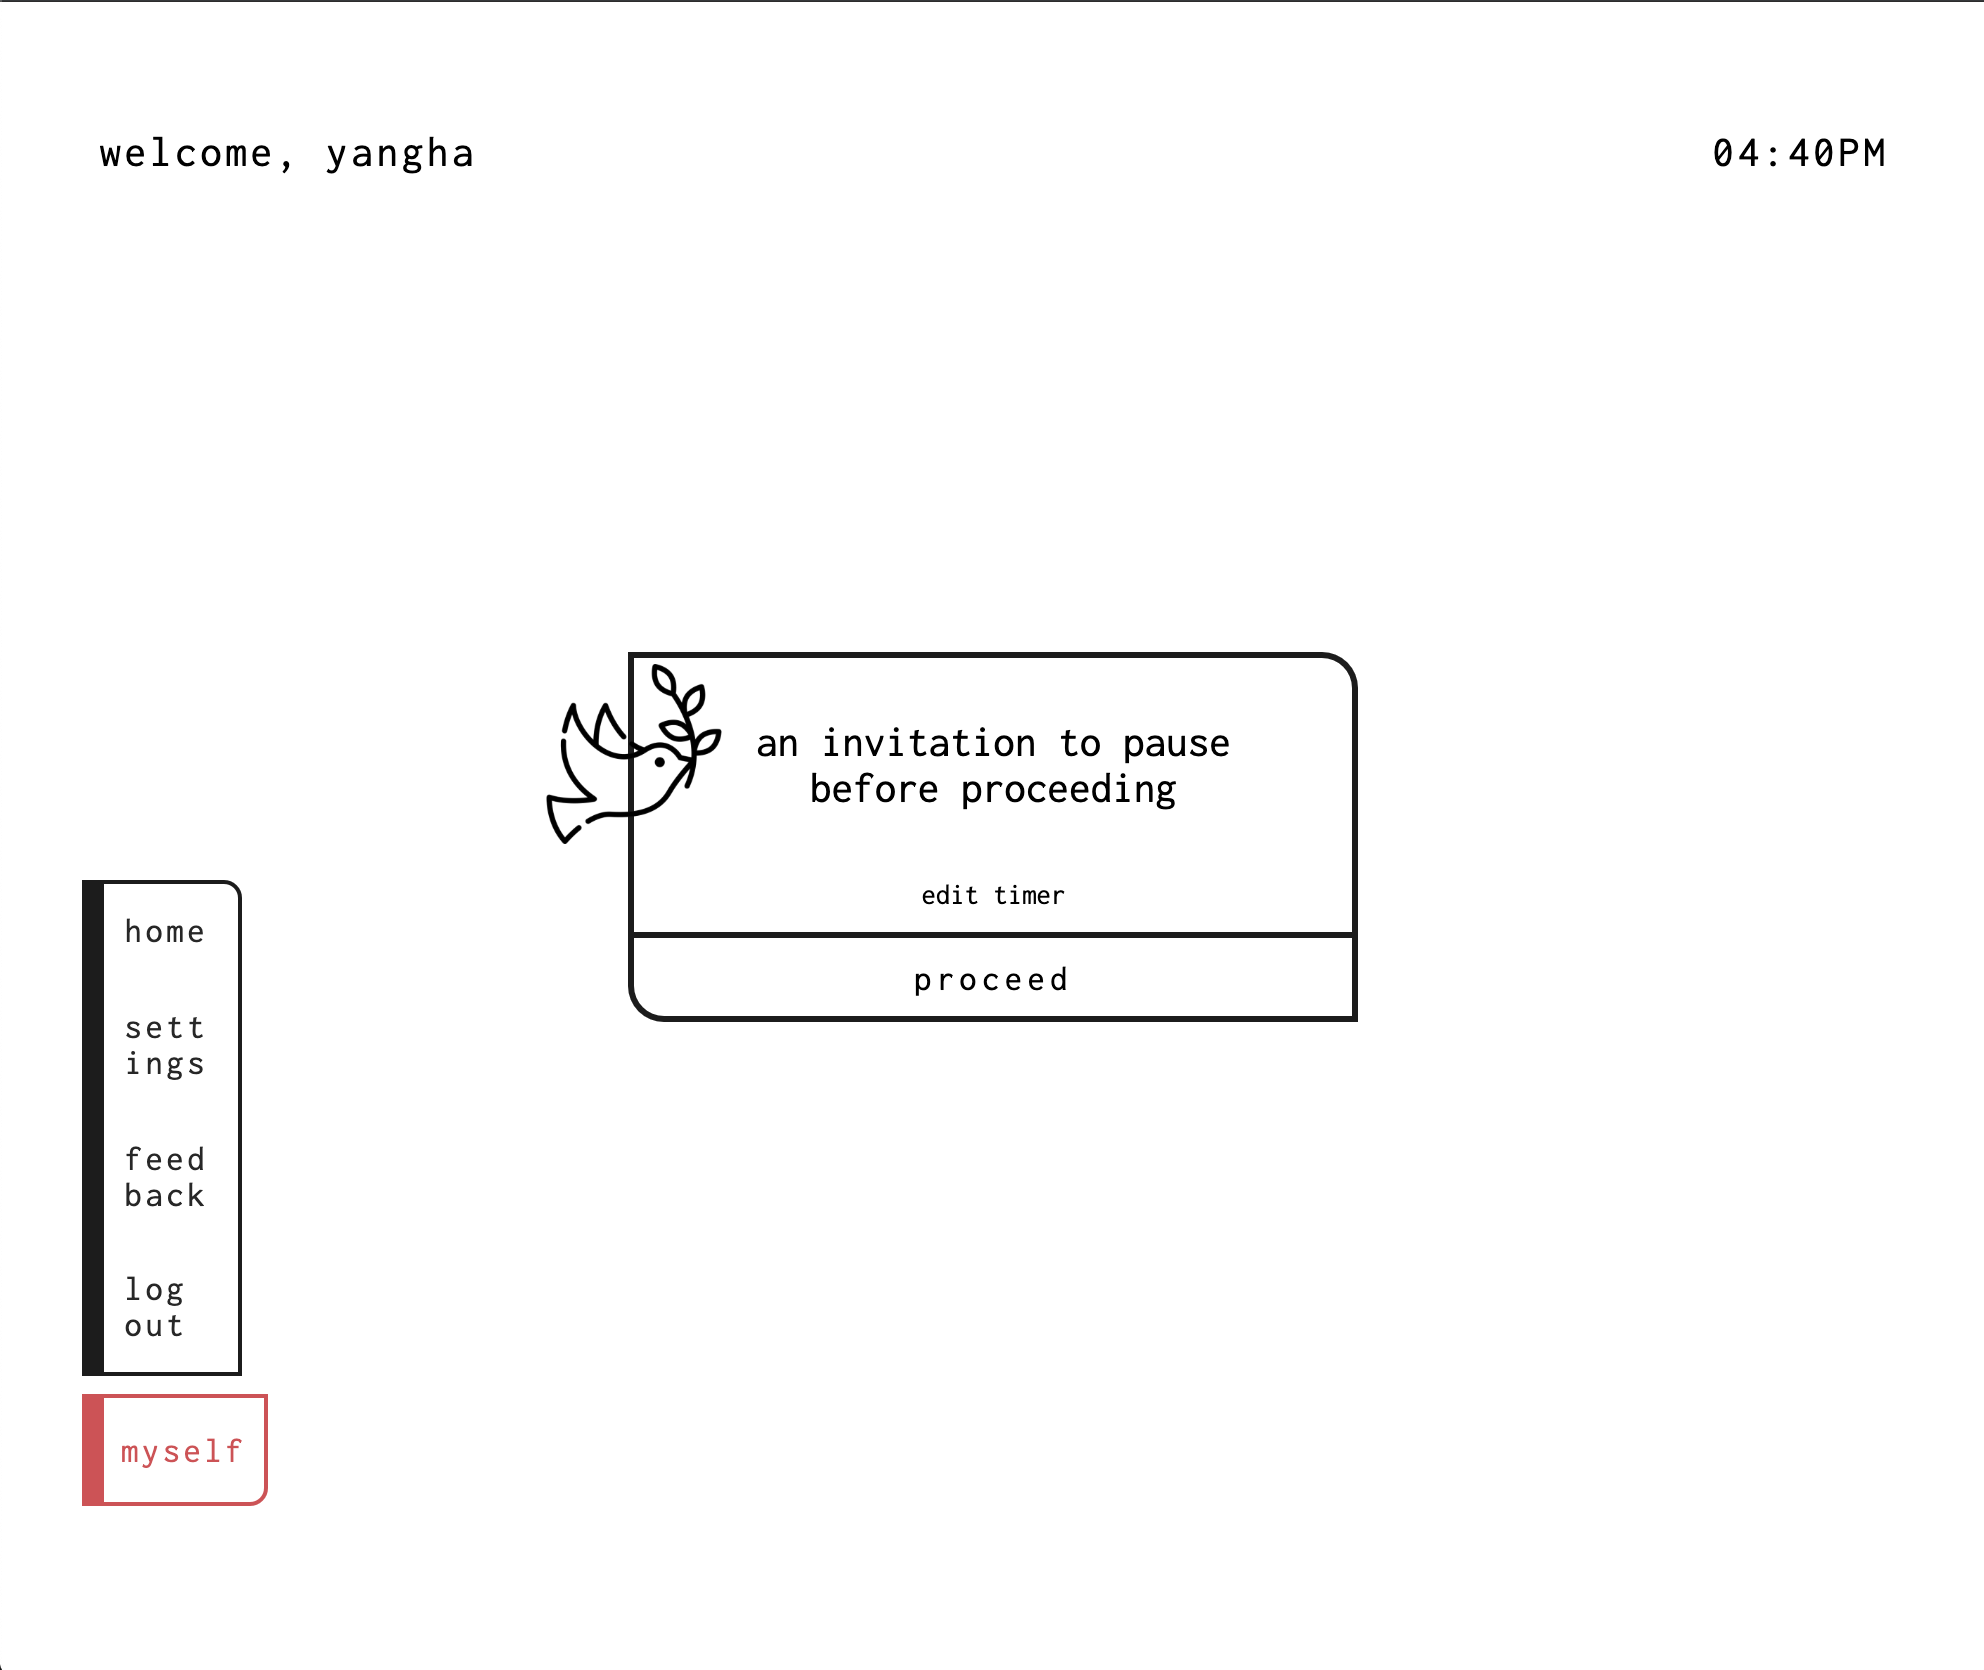 welcome, yangha
04:40PM
an invitation to pause
before proceeding
edit timer
proceed
home
sett
ings
feed
back
log
out
myself